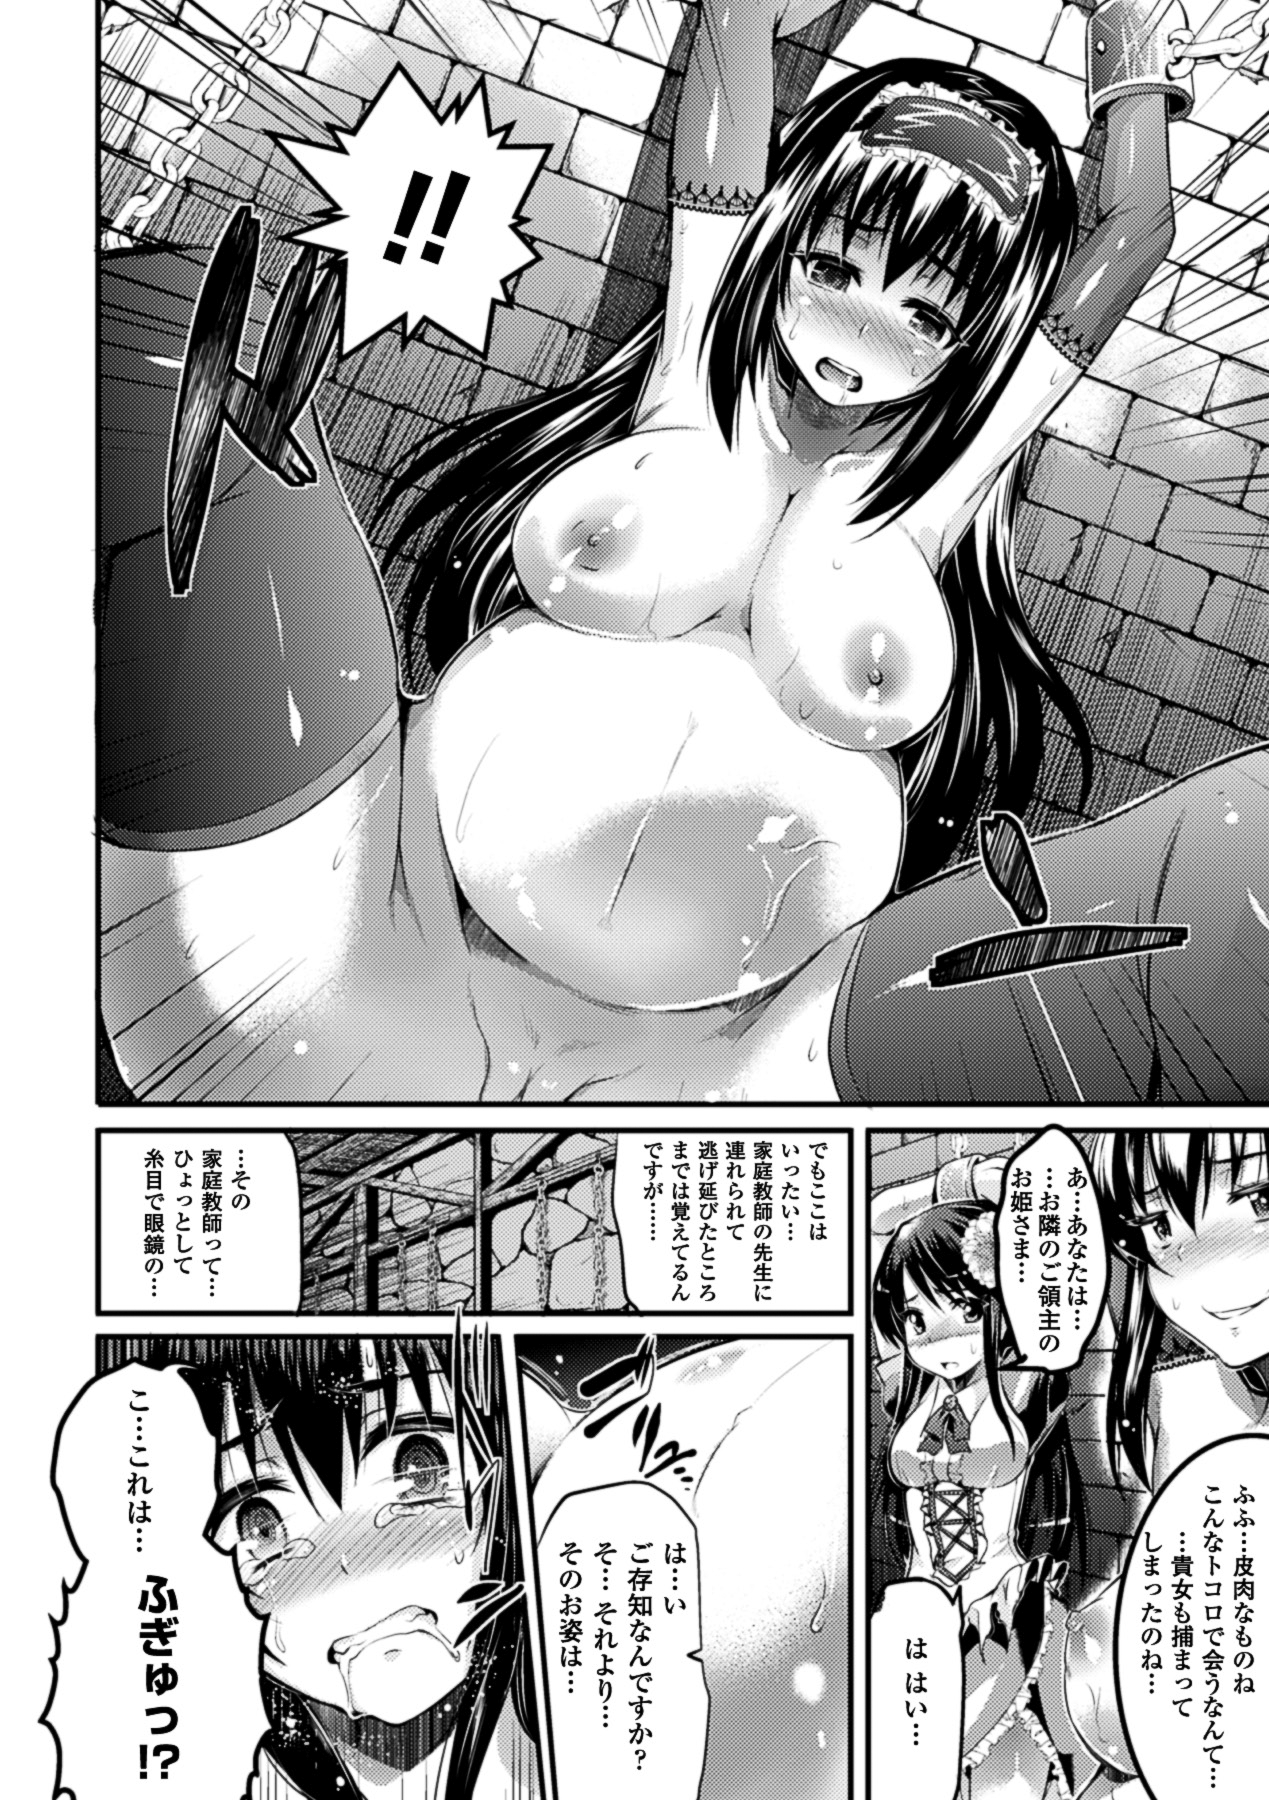 ！！
ドーン
あ…あなたは…
…お隣のご領主の
お姫さま…
ふふ…皮肉なものね
こんなトコロで会うなんて…
…貴女も捕まって
しまったのね…
は はい…
でもここは
いったい…
家庭教師の先生に
連れられて
逃げ延びたところ
までは覚えてるん
ですが……
…その
家庭教師って…
ひょっとして
糸目で眼鏡の…
は…い
ご存知なんですか？
そ…それより…
そのお姿は…
こ…これは…
ふぎゅっ!?